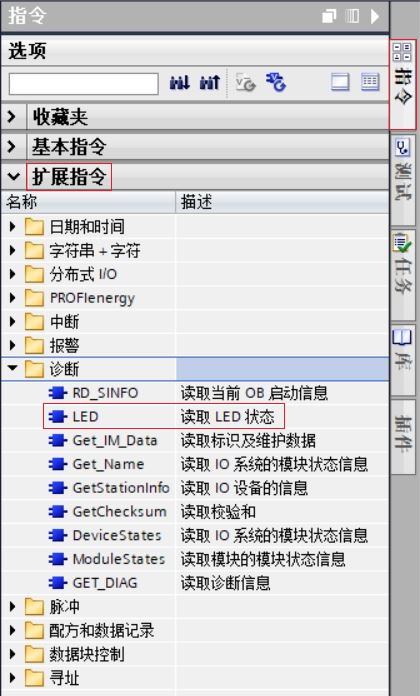 指令
选项
收藏夹
基本指令
扩展指令
名称 描述
日期和时间
字符串 + 字符
分布式 I/O
PROFIenergy
中断
报警
诊断
RD_SINFO 读取当前 OB 启动信息
LED 读取 LED 状态
Get_IM_Data 读取标识及维护数据
Get_Name 读取 IO 系统的模块状态信息
GetStationInfo 读取 IO 设备的信息
GetChecksum 读取校验和
DeviceStates 读取 IO 系统的模块状态信息
ModuleStates 读取模块的模块状态信息
GET_DIAG 读取诊断信息
脉冲
配方和数据记录
数据块控制
寻址
指令
测试
任务
库
插件